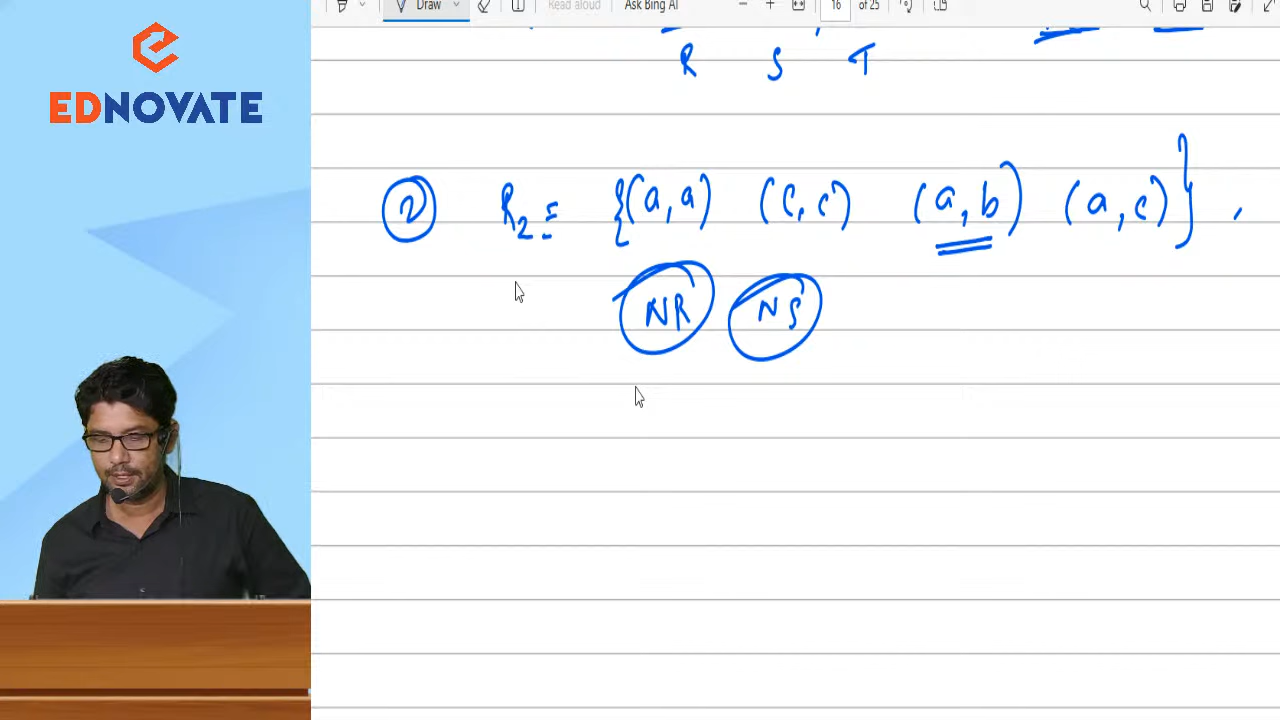 Draw Read aloud Ask Bing AI 16 of 25
R S T
EDNOVATE
② R₂ = {(a,a) (c,c) (a,b) (a,c)} ,
NR NS